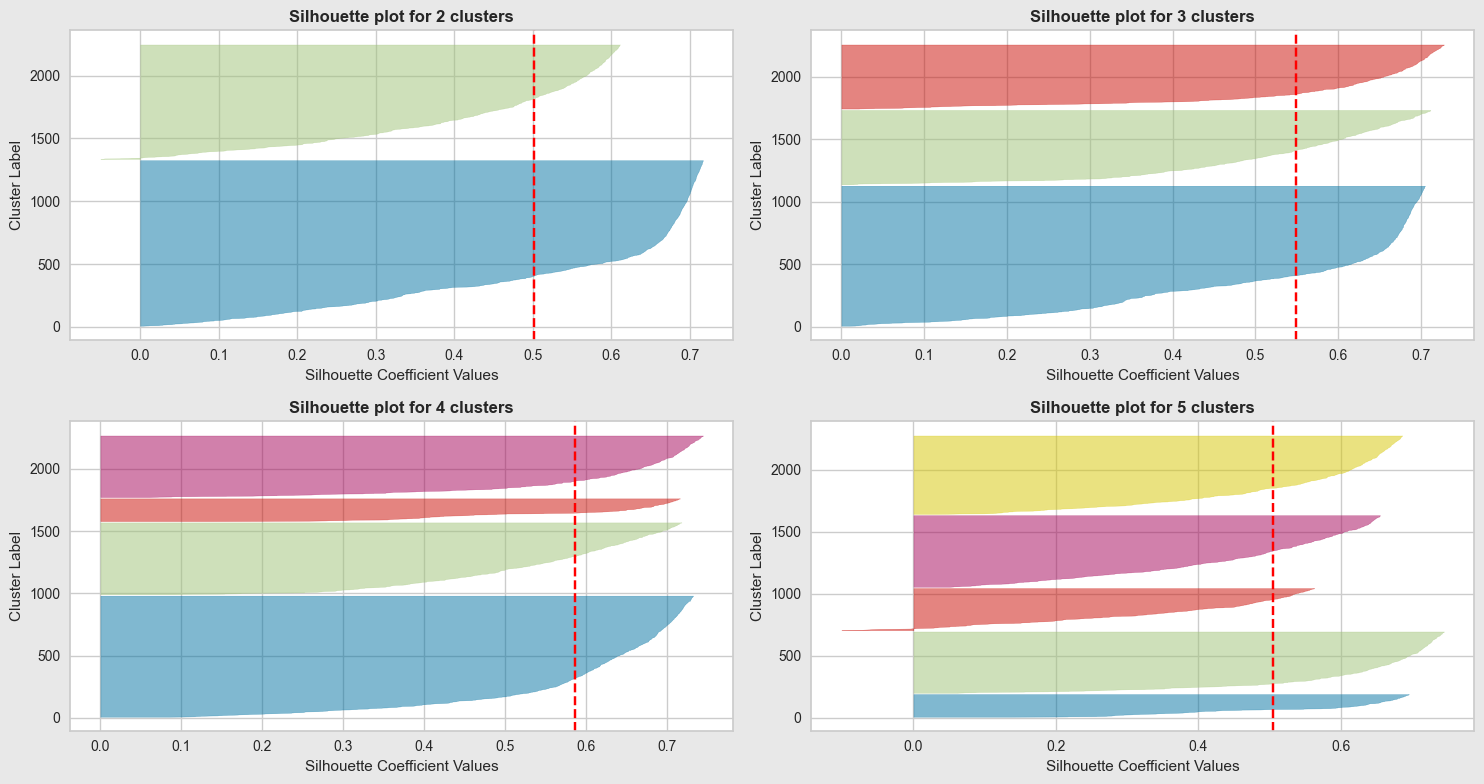 Silhouette plot for 2 clusters
Cluster Label
2000
1500
1000
500
0
0.0 0.1 0.2 0.3 0.4 0.5 0.6 0.7
Silhouette Coefficient Values
Silhouette plot for 3 clusters
Cluster Label
2000
1500
1000
500
0
0.0 0.1 0.2 0.3 0.4 0.5 0.6 0.7
Silhouette Coefficient Values
Silhouette plot for 4 clusters
Cluster Label
2000
1500
1000
500
0
0.0 0.1 0.2 0.3 0.4 0.5 0.6 0.7
Silhouette Coefficient Values
Silhouette plot for 5 clusters
Cluster Label
2000
1500
1000
500
0
0.0 0.2 0.4 0.6
Silhouette Coefficient Values